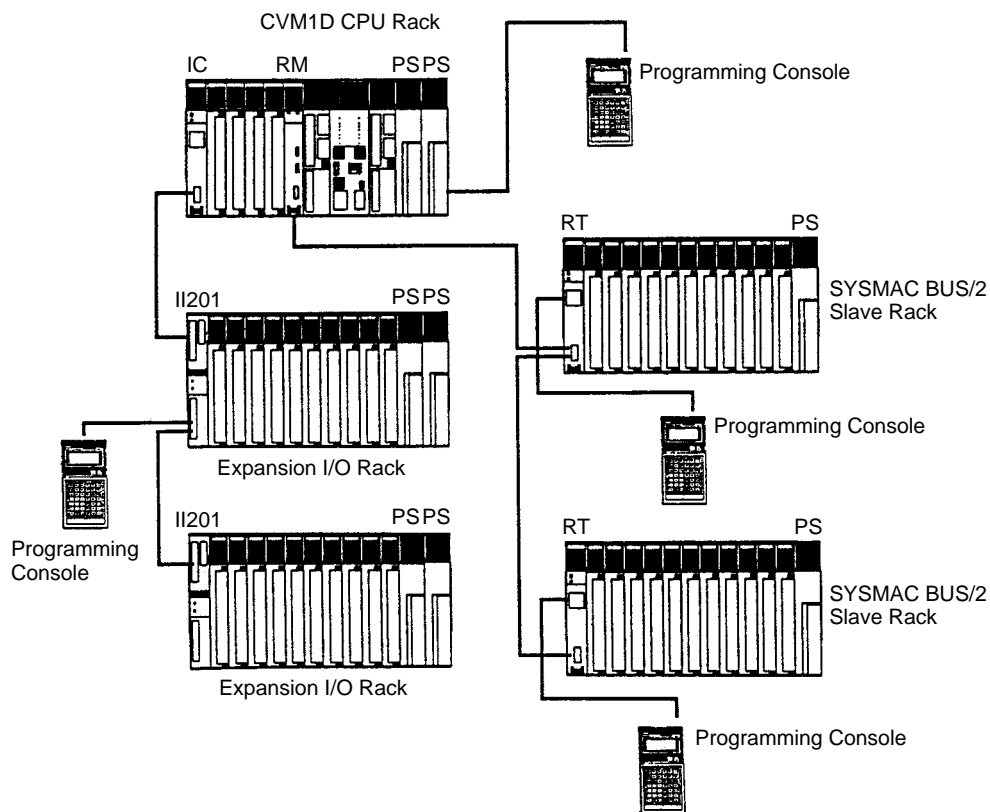 CVM1D CPU Rack
IC RM PS PS
Programming Console
RT PS
SYSMAC BUS/2
Slave Rack
II201 PS PS
Programming Console
Expansion I/O Rack
II201 PS PS
Programming
Console
RT PS
SYSMAC BUS/2
Slave Rack
Expansion I/O Rack
Programming Console